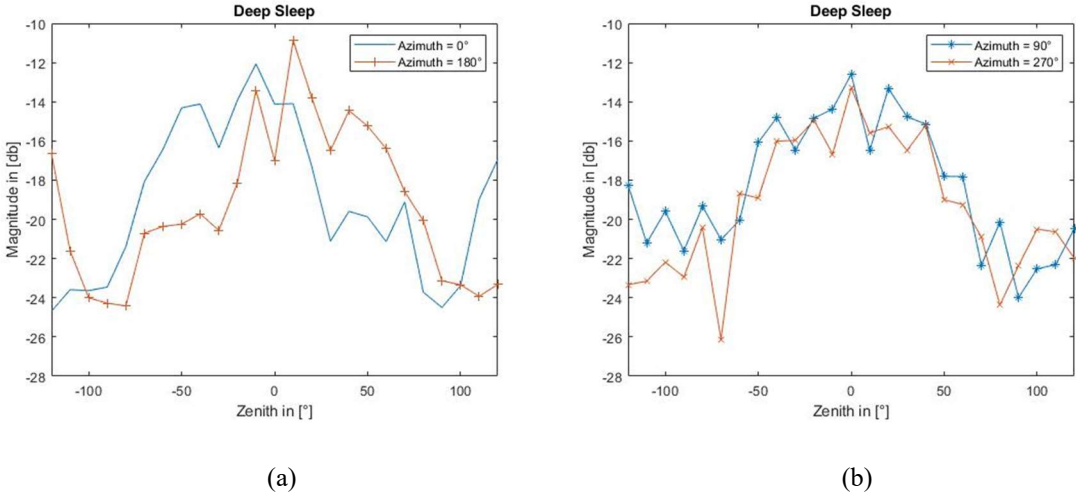 Deep Sleep
-10
-12
-14
-16
-18
-20
-22
-24
-26
-28
Magnitude in [db]
Azimuth = 0°
Azimuth = 180°
-100
-50
0
50
100
Zenith in [°]
(a)
Deep Sleep
-10
-12
-14
-16
-18
-20
-22
-24
-26
-28
Magnitude in [db]
Azimuth = 90°
Azimuth = 270°
-100
-50
0
50
100
Zenith in [°]
(b)